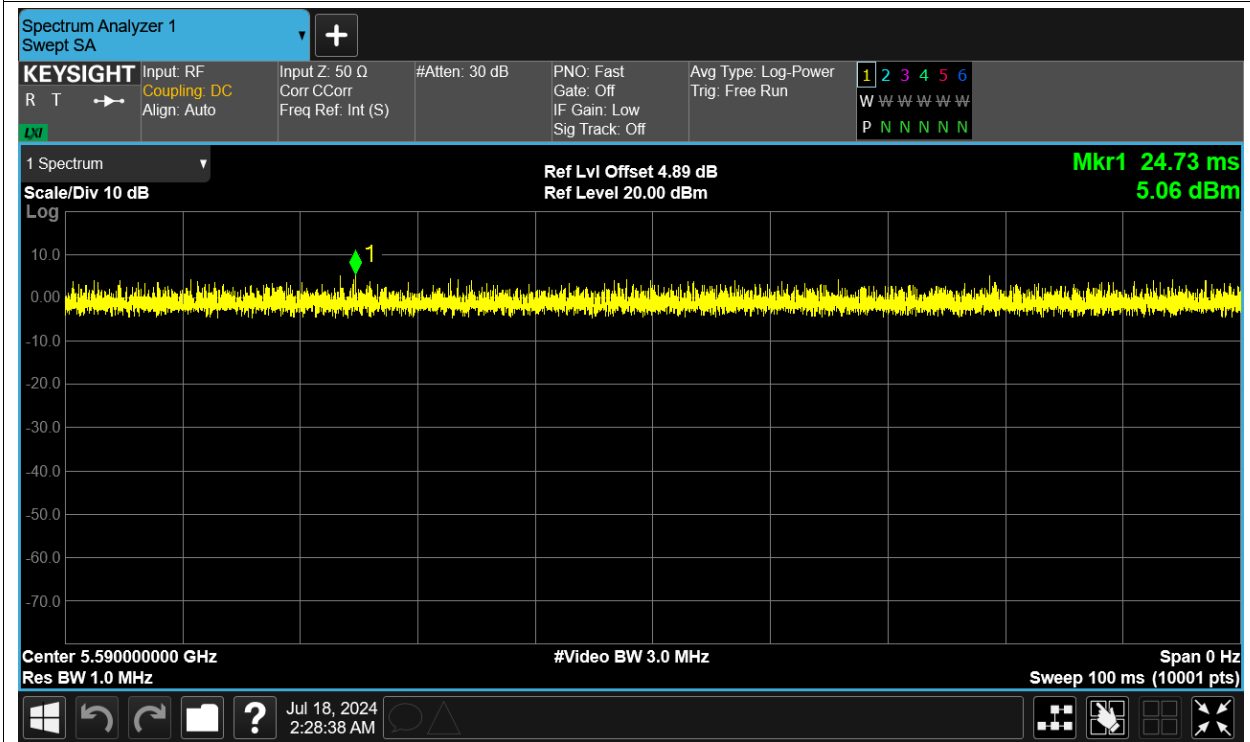 Spectrum Analyzer 1
Swept SA
+
KEYSIGHT
R T
LXI
Input: RF
Coupling: DC
Align: Auto
Input Z: 50 Ω
Corr CCorr
Freq Ref: Int (S)
#Atten: 30 dB
PNO: Fast
Gate: Off
IF Gain: Low
Sig Track: Off
Avg Type: Log-Power
Trig: Free Run
1 2 3 4 5 6
W W W W W W
P N N N N N
1 Spectrum
Scale/Div 10 dB
Log
Ref Lvl Offset 4.89 dB
Ref Level 20.00 dBm
Mkr1 24.73 ms
5.06 dBm
1
10.0
0.00
-10.0
-20.0
-30.0
-40.0
-50.0
-60.0
-70.0
Center 5.590000000 GHz
Res BW 1.0 MHz
#Video BW 3.0 MHz
Span 0 Hz
Sweep 100 ms (10001 pts)
?
Jul 18, 2024
2:28:38 AM